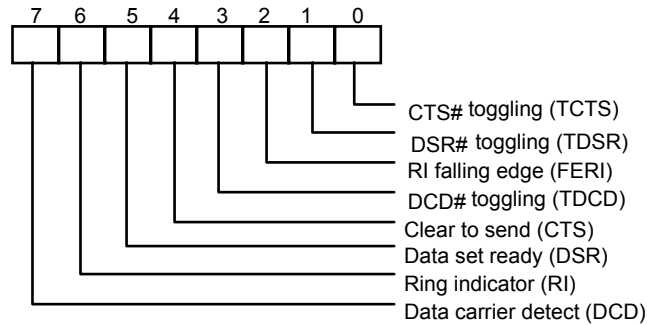 7 6 5 4 3 2 1 0
CTS# toggling (TCTS)
DSR# toggling (TDSR)
RI falling edge (FERI)
DCD# toggling (TDCD)
Clear to send (CTS)
Data set ready (DSR)
Ring indicator (RI)
Data carrier detect (DCD)